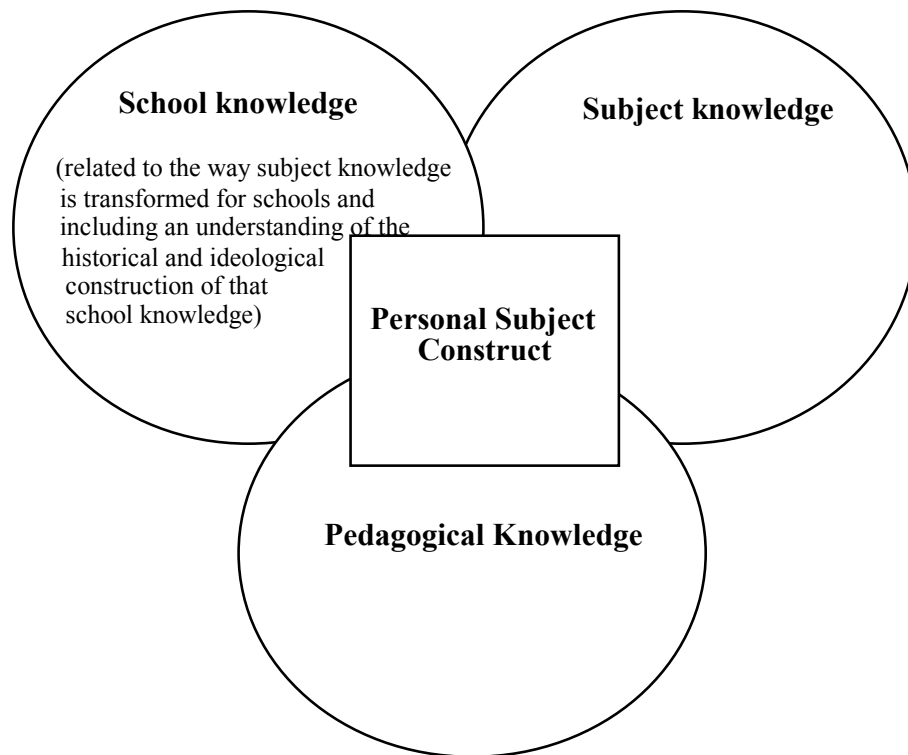 School knowledge
(related to the way subject knowledge
is transformed for schools and
including an understanding of the
historical and ideological
construction of that
school knowledge)
Subject knowledge
Personal Subject
Construct
Pedagogical Knowledge